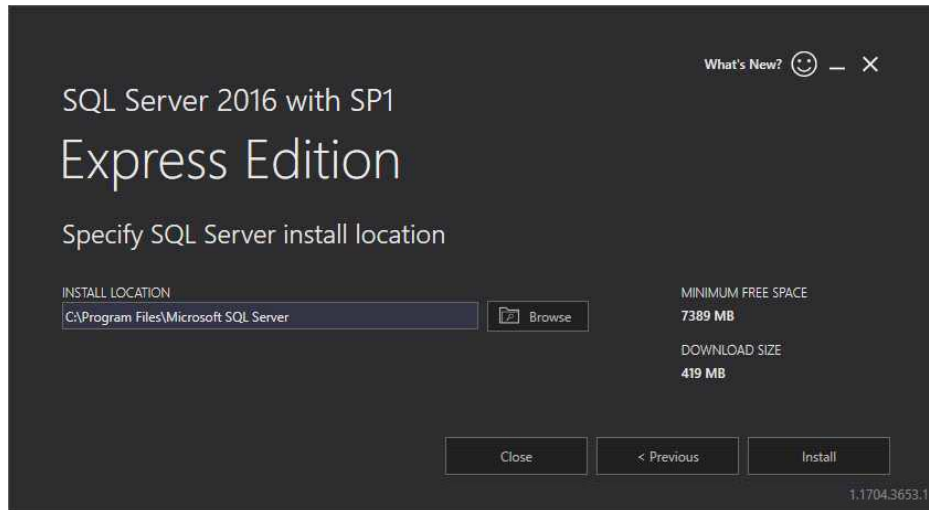 What's New?
SQL Server 2016 with SP1
Express Edition
Specify SQL Server install location
INSTALL LOCATION
C:\Program Files\Microsoft SQL Server
Browse
MINIMUM FREE SPACE
7389 MB
DOWNLOAD SIZE
419 MB
Close
< Previous
Install
1.1704.3653.1